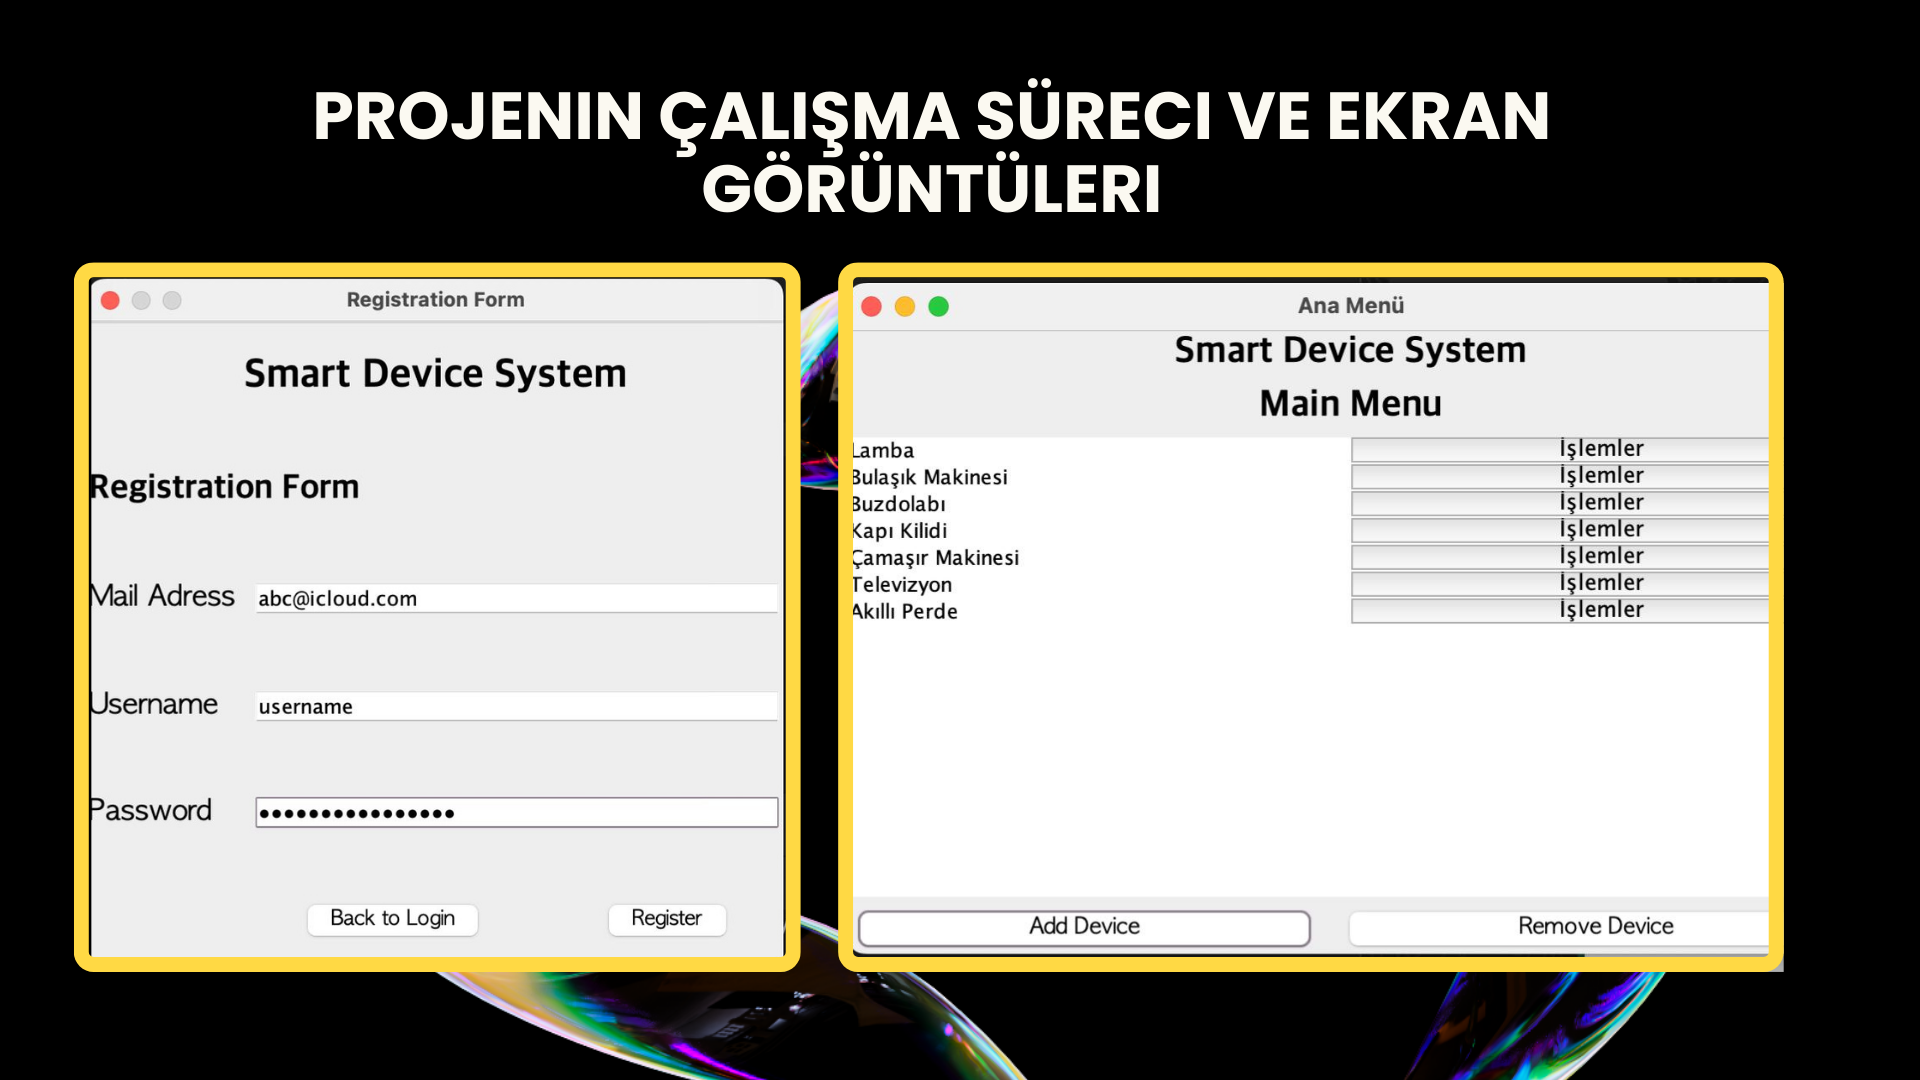 PROJENIN ÇALIŞMA SÜRECI VE EKRAN
GÖRÜNTÜLERI
Registration Form
Smart Device System
Registration Form
Mail Adress abc@icloud.com
Username username
Password ••••••••••••••••
Back to Login Register
Ana Menü
Smart Device System
Main Menu
Lamba İşlemler
Bulaşık Makinesi İşlemler
Buzdolabı İşlemler
Kapı Kilidi İşlemler
Çamaşır Makinesi İşlemler
Televizyon İşlemler
Akıllı Perde İşlemler
Add Device Remove Device